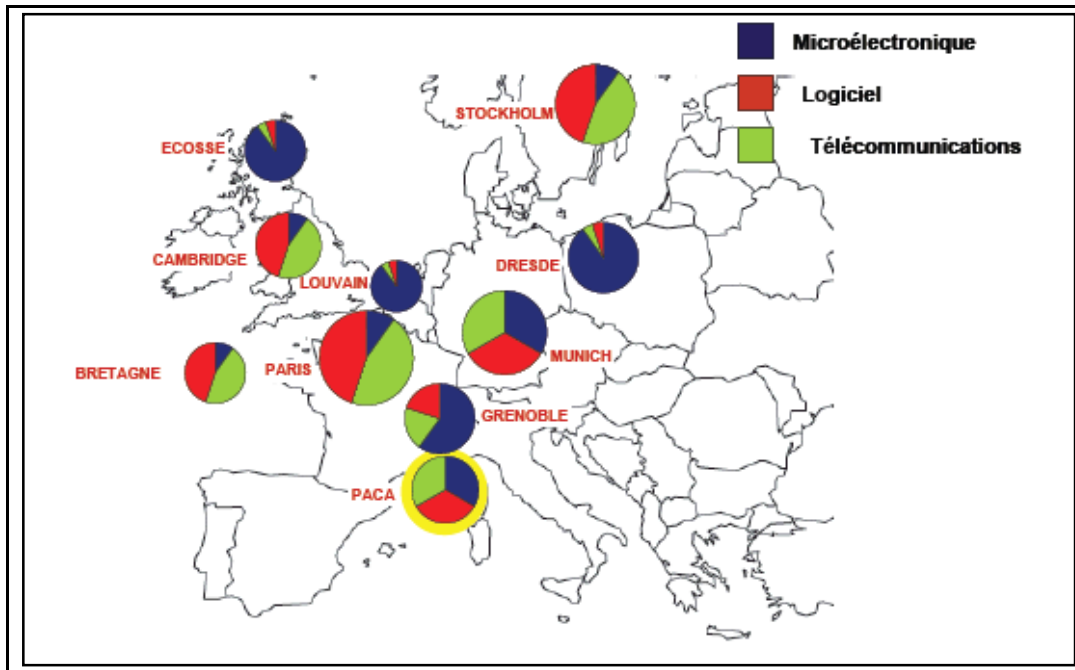 Microélectronique
Logiciel
Télécommunications
STOCKHOLM
ECOSSE
CAMBRIDGE
LOUVAIN
DRESDE
BRETAGNE
PARIS
MUNICH
GRENOBLE
PACA